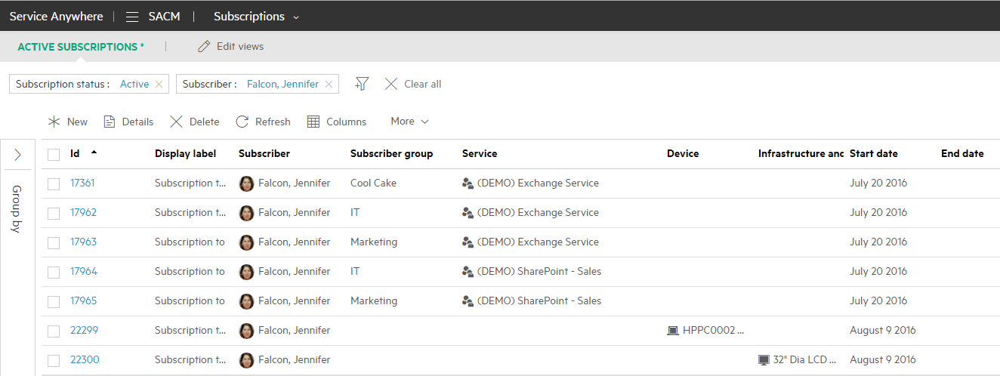 Service Anywhere SACM Subscriptions
ACTIVE SUBSCRIPTIONS * Edit views
Subscription status : Active Subscriber : Falcon, Jennifer Clear all
New Details Delete Refresh Columns More
Id Display label Subscriber Subscriber group Service Device Infrastructure anc Start date End date
17361 Subscription t... Falcon, Jennifer Cool Cake (DEMO) Exchange Service July 20 2016
17962 Subscription t... Falcon, Jennifer IT (DEMO) Exchange Service July 20 2016
17963 Subscription to Falcon, Jennifer Marketing (DEMO) Exchange Service July 20 2016
17964 Subscription to Falcon, Jennifer IT (DEMO) SharePoint - Sales July 20 2016
17965 Subscription to Falcon, Jennifer Marketing (DEMO) SharePoint - Sales July 20 2016
22299 Subscription t... Falcon, Jennifer HPPC0002 ... August 9 2016
22300 Subscription t... Falcon, Jennifer 32" Dia LCD ... August 9 2016
Group by